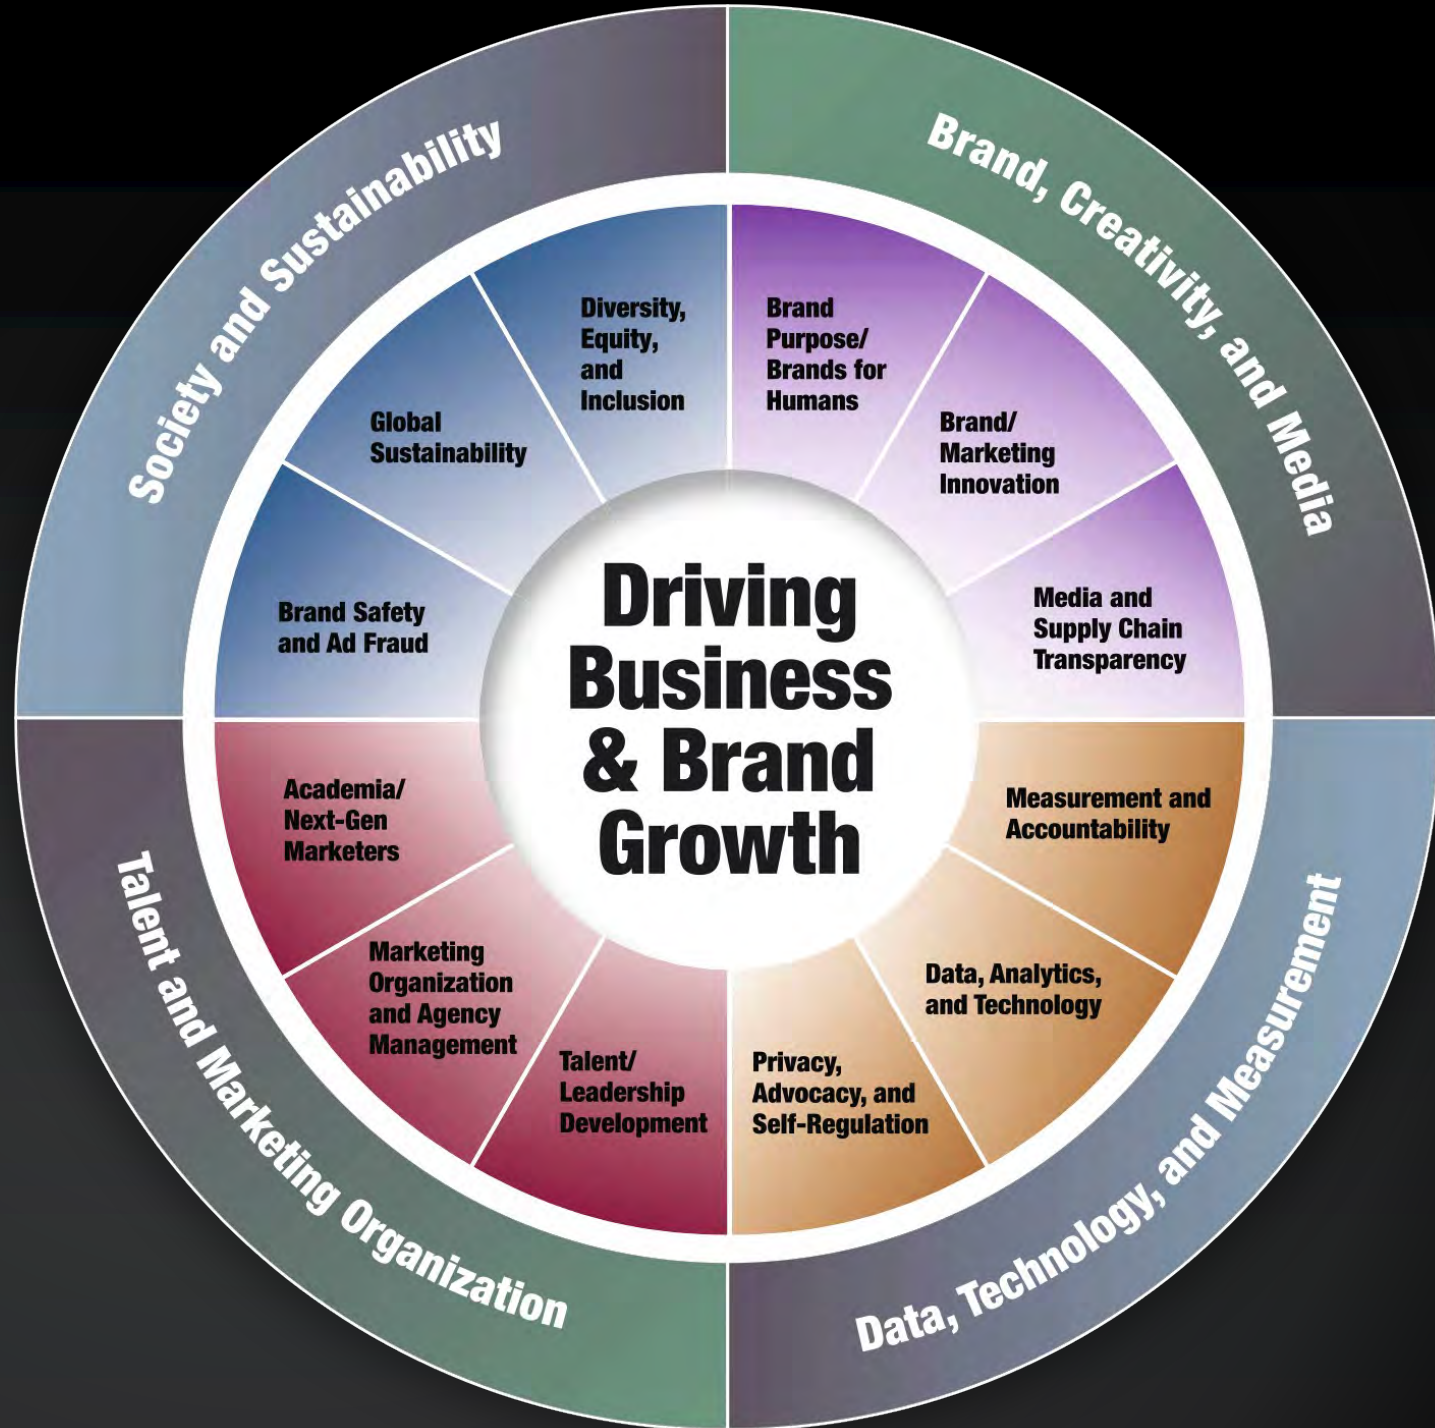 Society and Sustainability
Brand, Creativity, and Media
Diversity,
Equity,
and
Inclusion
Brand
Purpose/
Brands for
Humans
Global
Sustainability
Brand/
Marketing
Innovation
Brand Safety
and Ad Fraud
Media and
Supply Chain
Transparency
Driving
Business
& Brand
Growth
Academia/
Next-Gen
Marketers
Measurement and
Accountability
Marketing
Organization
and Agency
Management
Data, Analytics,
and Technology
Talent/
Leadership
Development
Privacy,
Advocacy, and
Self-Regulation
Talent and Marketing Organization
Data, Technology, and Measurement